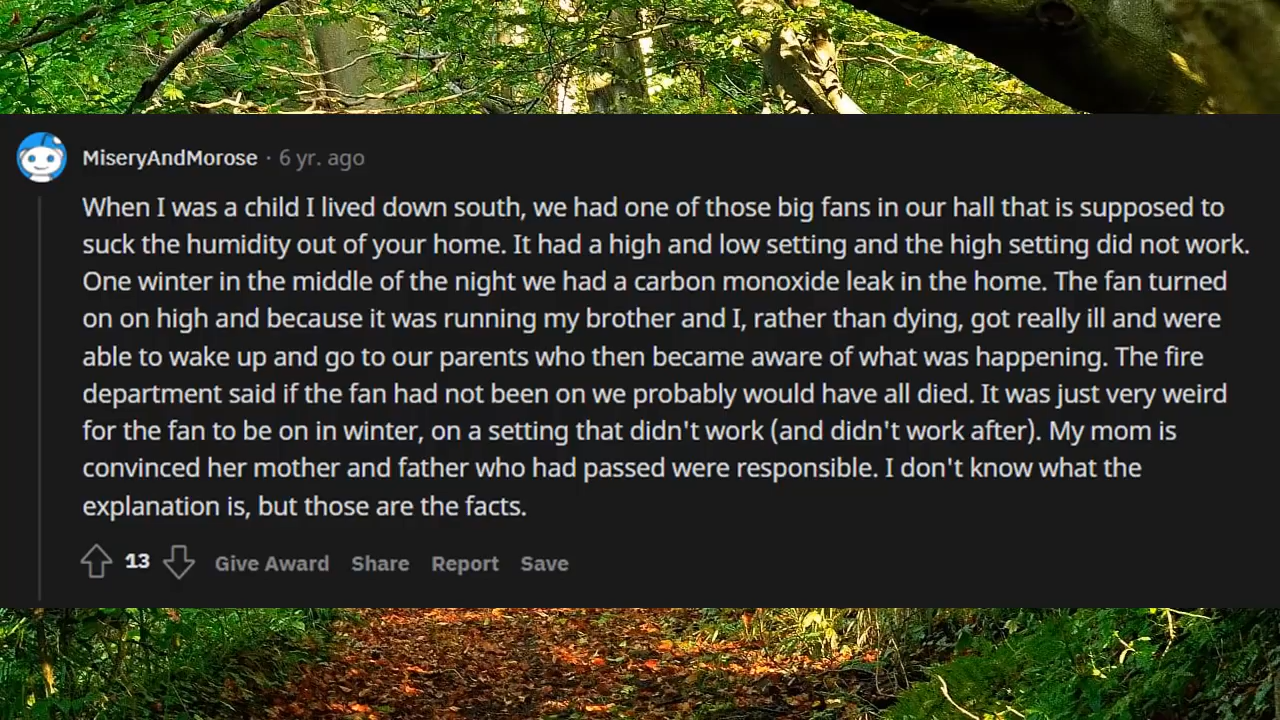 MiseryAndMorose · 6 yr. ago
When I was a child I lived down south, we had one of those big fans in our hall that is supposed to
suck the humidity out of your home. It had a high and low setting and the high setting did not work.
One winter in the middle of the night we had a carbon monoxide leak in the home. The fan turned
on on high and because it was running my brother and I, rather than dying, got really ill and were
able to wake up and go to our parents who then became aware of what was happening. The fire
department said if the fan had not been on we probably would have all died. It was just very weird
for the fan to be on in winter, on a setting that didn't work (and didn't work after). My mom is
convinced her mother and father who had passed were responsible. I don't know what the
explanation is, but those are the facts.
13 Give Award Share Report Save